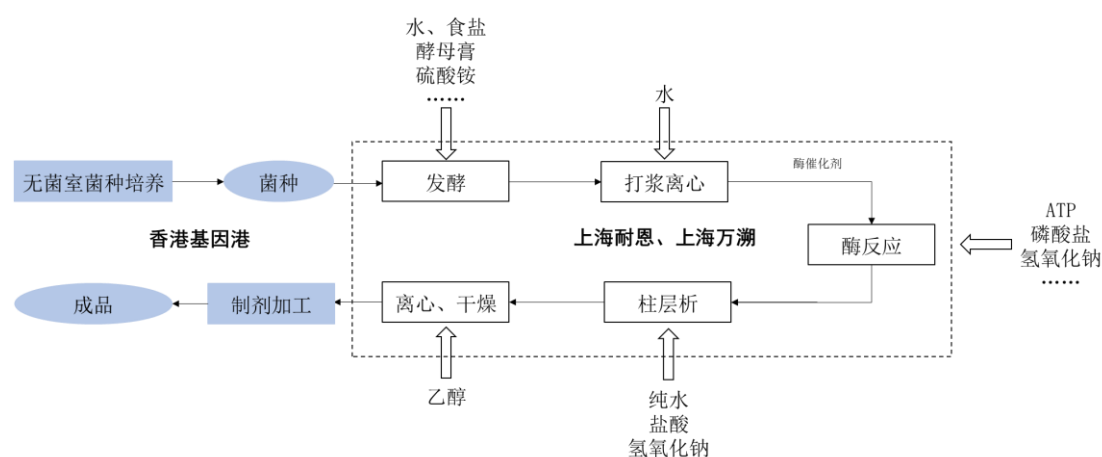 水、食盐
酵母膏
硫酸铵
……
水
无菌室菌种培养
菌种
发酵
打浆离心
酶催化剂
香港基因港
上海耐恩、上海万溯
酶反应
ATP
磷酸盐
氢氧化钠
……
成品
制剂加工
离心、干燥
柱层析
乙醇
纯水
盐酸
氢氧化钠